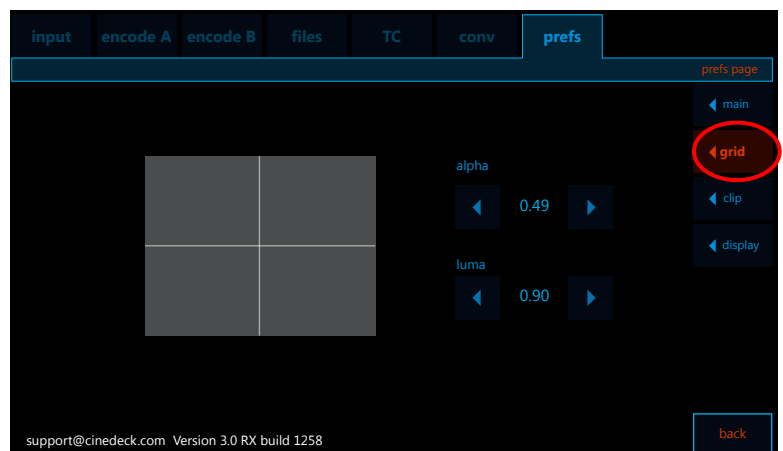 input encode A encode B files TC conv prefs
prefs page
main
grid
alpha
0.49
clip
display
luma
0.90
back
support@cinedeck.com Version 3.0 RX build 1258